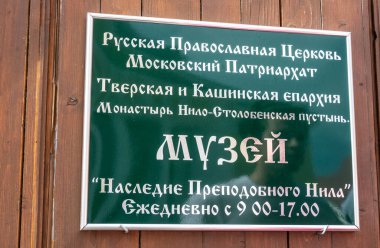 Русская Православная Церковь
Московский Патриархат
Тверская и Кашинская епархия
Монастырь Нило-Столобенская пустынь.
МУЗЕЙ
"Наследие Преподобного Нила"
Ежедневно с 9 00-17.00